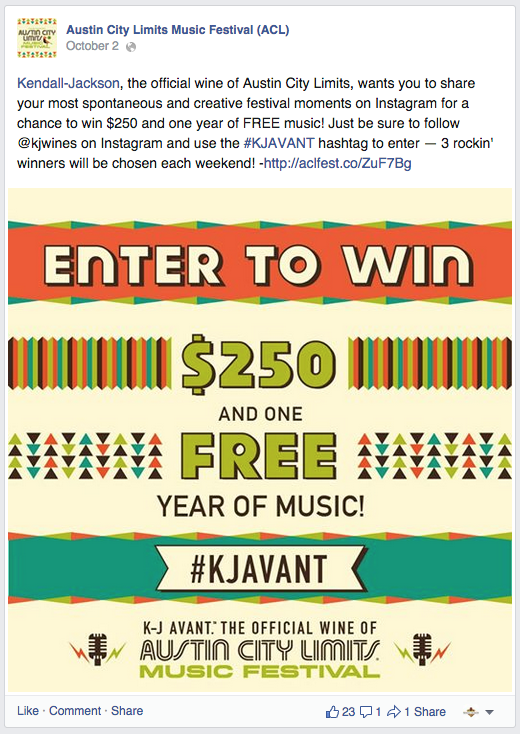 AUSTIN CITY
LIMITS
MUSIC
FESTIVAL
Austin City Limits Music Festival (ACL)
October 2
Kendall-Jackson, the official wine of Austin City Limits, wants you to share
your most spontaneous and creative festival moments on Instagram for a
chance to win $250 and one year of FREE music! Just be sure to follow
@kjwines on Instagram and use the #KJAVANT hashtag to enter — 3 rockin'
winners will be chosen each weekend! -http://aclfest.co/ZuF7Bg
ENTER TO WIN
$250
AND ONE
FREE
YEAR OF MUSIC!
#KJAVANT
K-J AVANT.™ THE OFFICIAL WINE OF
AUSTIN CITY LIMITS
MUSIC FESTIVAL
Like · Comment · Share
23 1 1 Share